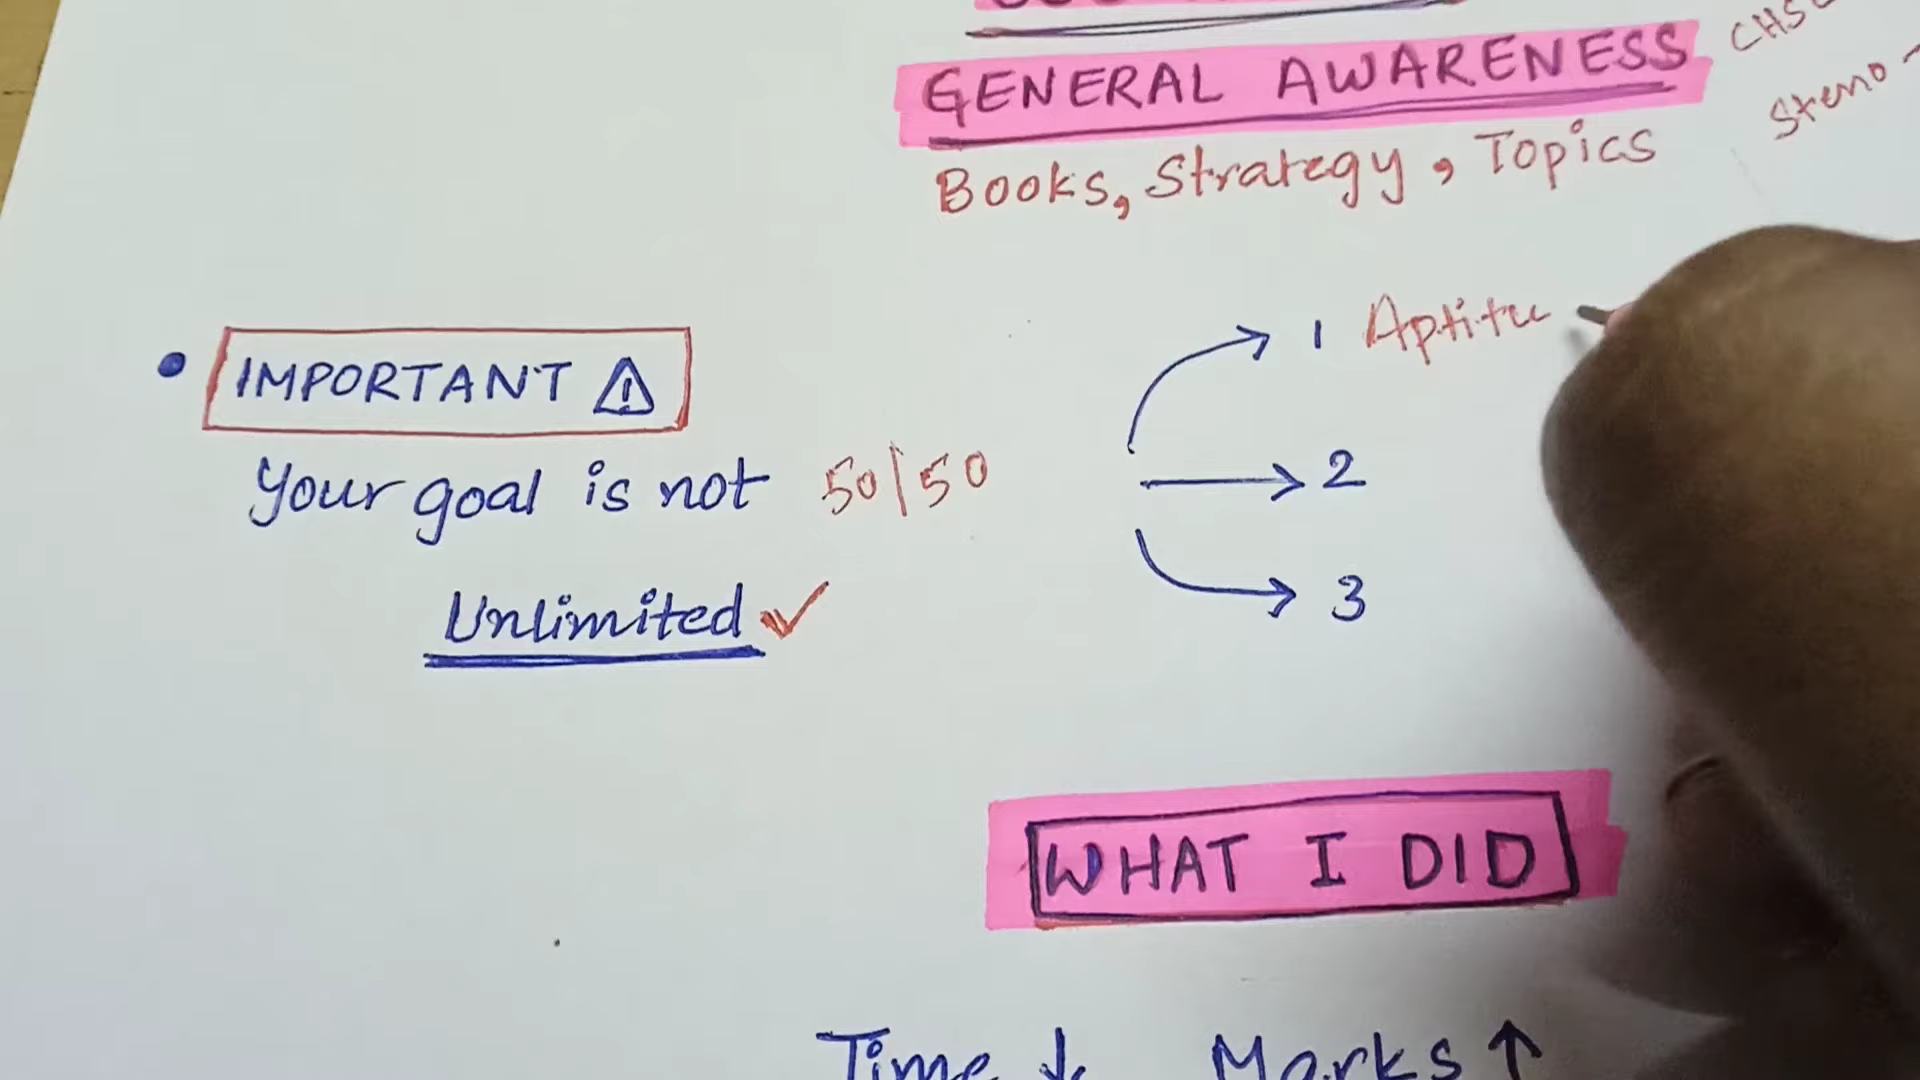 GENERAL AWARENESS
Steno
Books, Strategy, Topics
1 Aptitu
IMPORTANT ⚠
Your goal is not 50/50
2
Unlimited ✓
3
WHAT I DID
Time ↓ Marks ↑